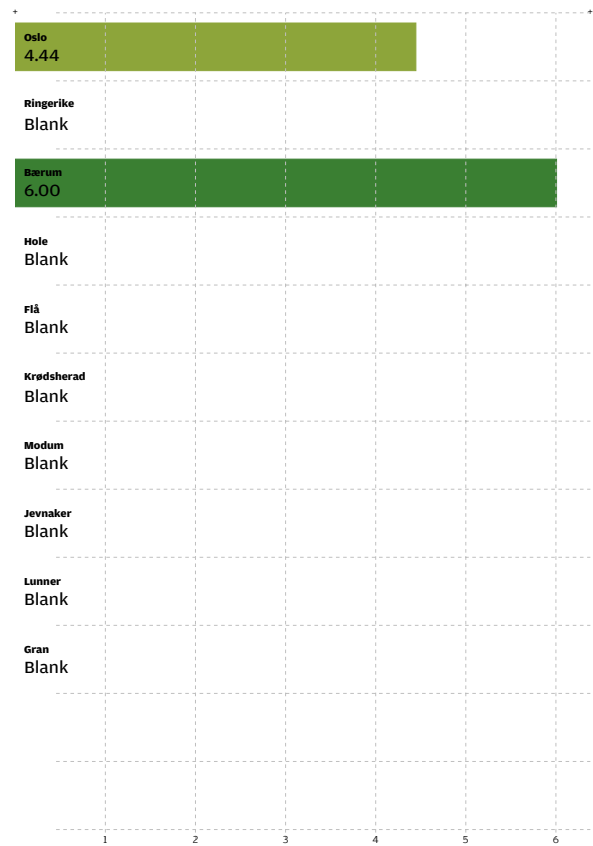 Oslo
4.44
Ringerike
Blank
Bærum
6.00
Hole
Blank
Flå
Blank
Krødsherad
Blank
Modum
Blank
Jevnaker
Blank
Lunner
Blank
Gran
Blank
1 2 3 4 5 6